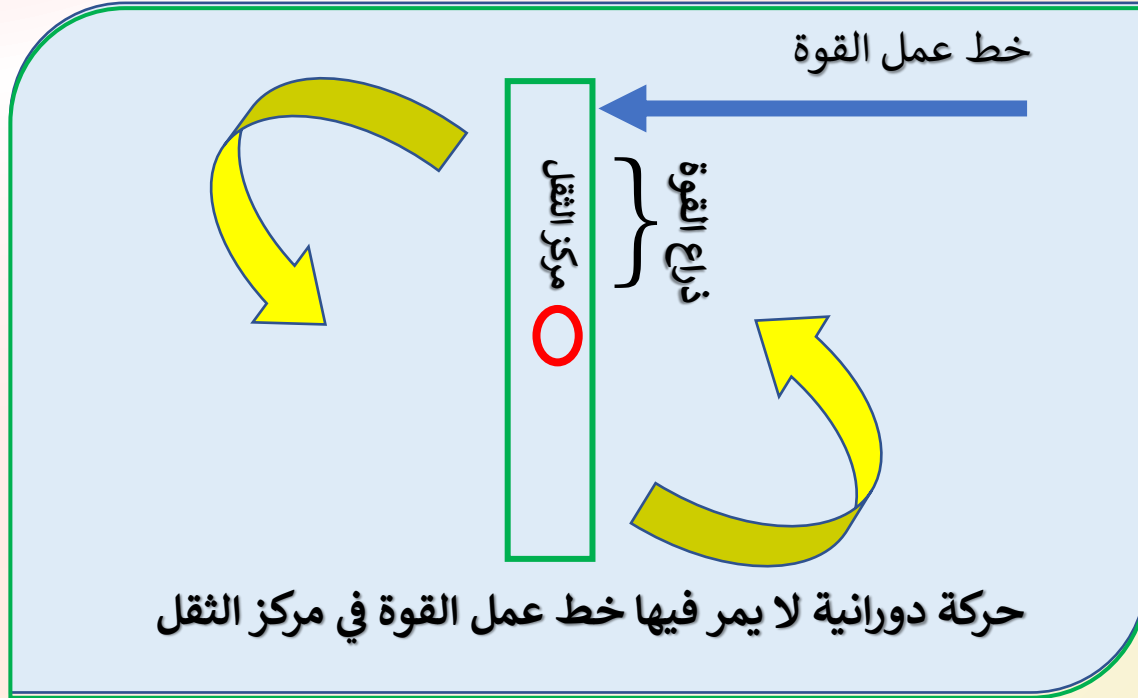 خط عمل القوة
ذراع القوة
مركز الثقل
حركة دورانية لا يمر فيها خط عمل القوة في مركز الثقل